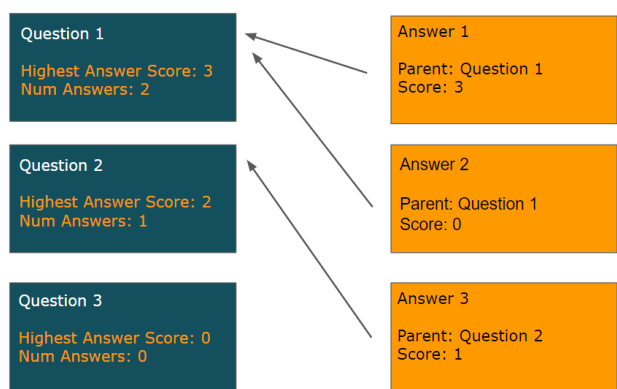 Question 1
Highest Answer Score: 3
Num Answers: 2
Answer 1
Parent: Question 1
Score: 3
Question 2
Highest Answer Score: 2
Num Answers: 1
Answer 2
Parent: Question 1
Score: 0
Question 3
Highest Answer Score: 0
Num Answers: 0
Answer 3
Parent: Question 2
Score: 1